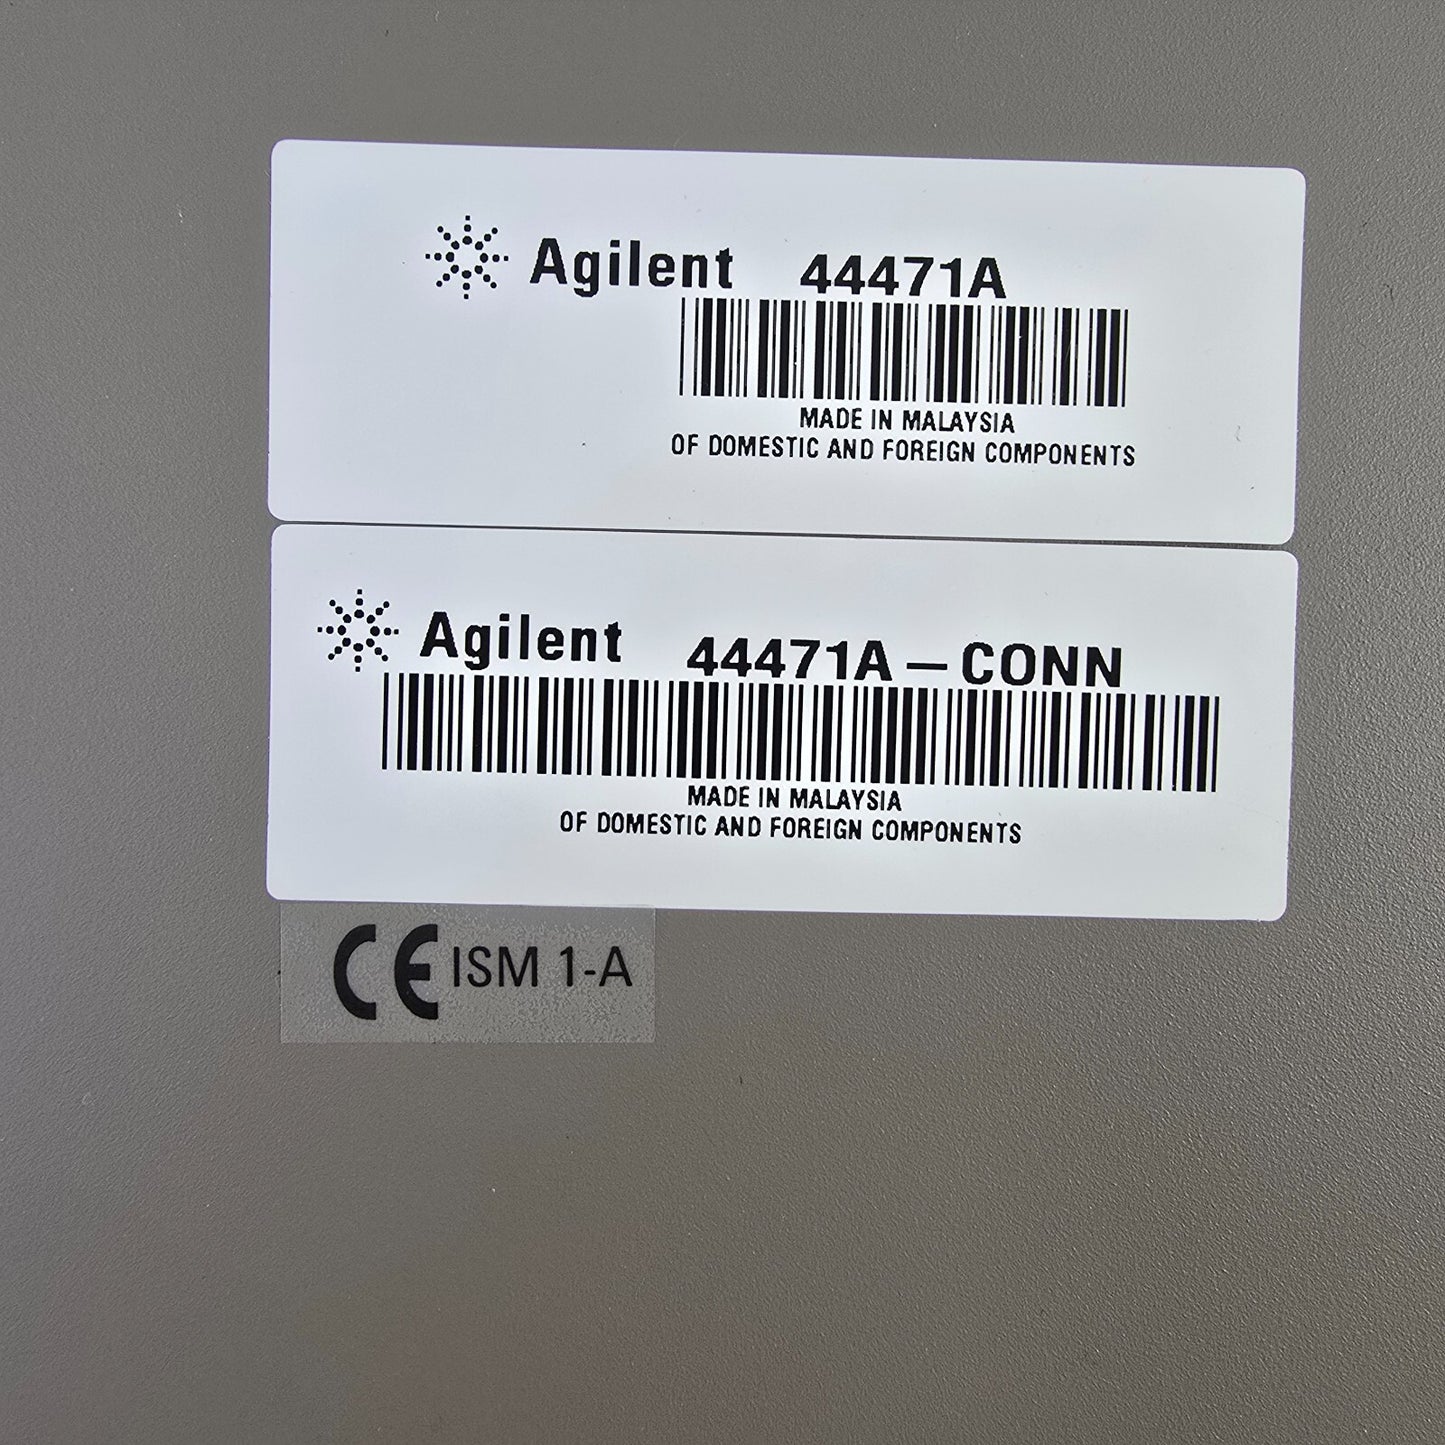 Agilent 44471A
MADE IN MALAYSIA
OF DOMESTIC AND FOREIGN COMPONENTS
Agilent 44471A-CONN
MADE IN MALAYSIA
OF DOMESTIC AND FOREIGN COMPONENTS
CE ISM 1-A